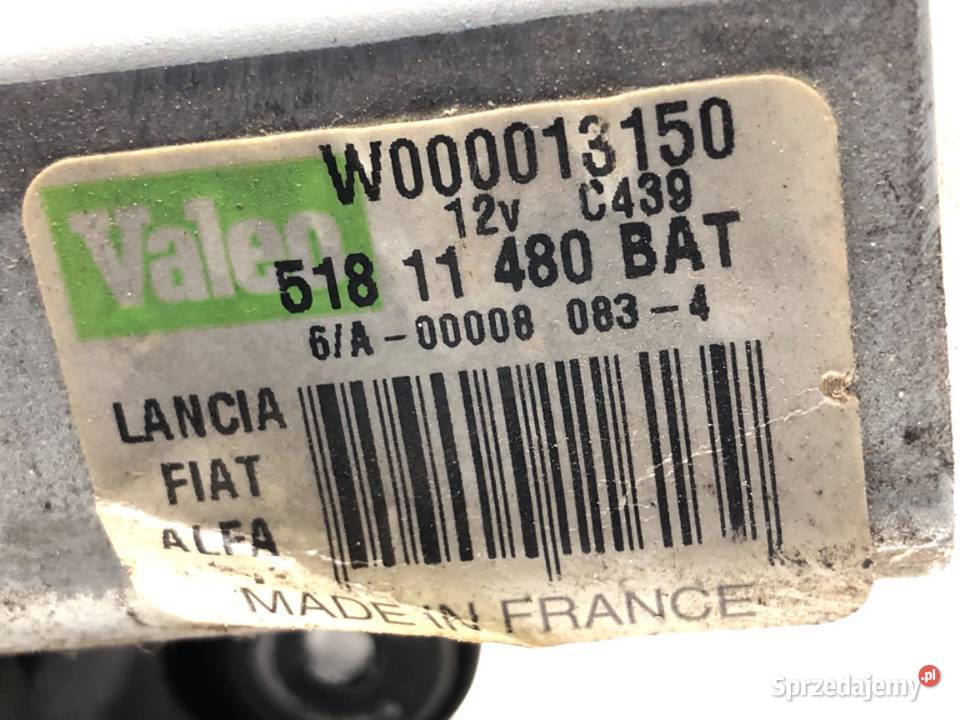 W000013150
Valeo
12v C439
518 11 480 BAT
6/A-00008 083-4
LANCIA
FIAT
ALFA
MADE IN FRANCE
Sprzedajemy.pl